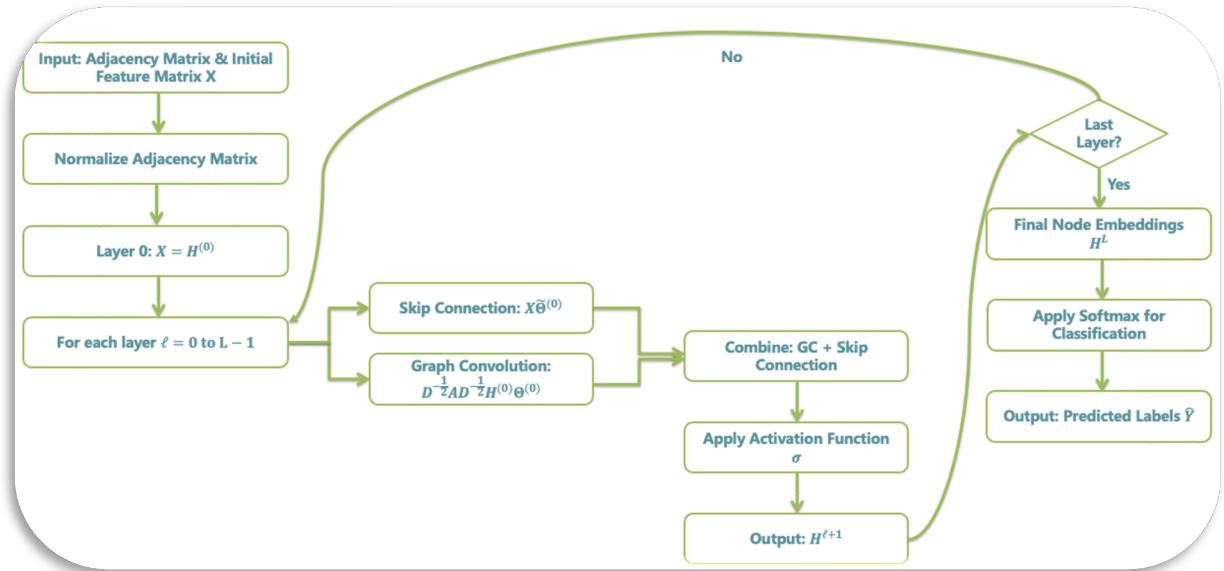 Input: Adjacency Matrix & Initial
Feature Matrix X
Normalize Adjacency Matrix
Layer 0: X = H^(0)
For each layer ℓ = 0 to L − 1
Skip Connection: XΘ̃^(0)
Graph Convolution:
D^(-1/2)AD^(-1/2)H^(0)Θ^(0)
Combine: GC + Skip
Connection
Apply Activation Function
σ
Output: H^(ℓ+1)
No
Last
Layer?
Yes
Final Node Embeddings
H^L
Apply Softmax for
Classification
Output: Predicted Labels Ŷ